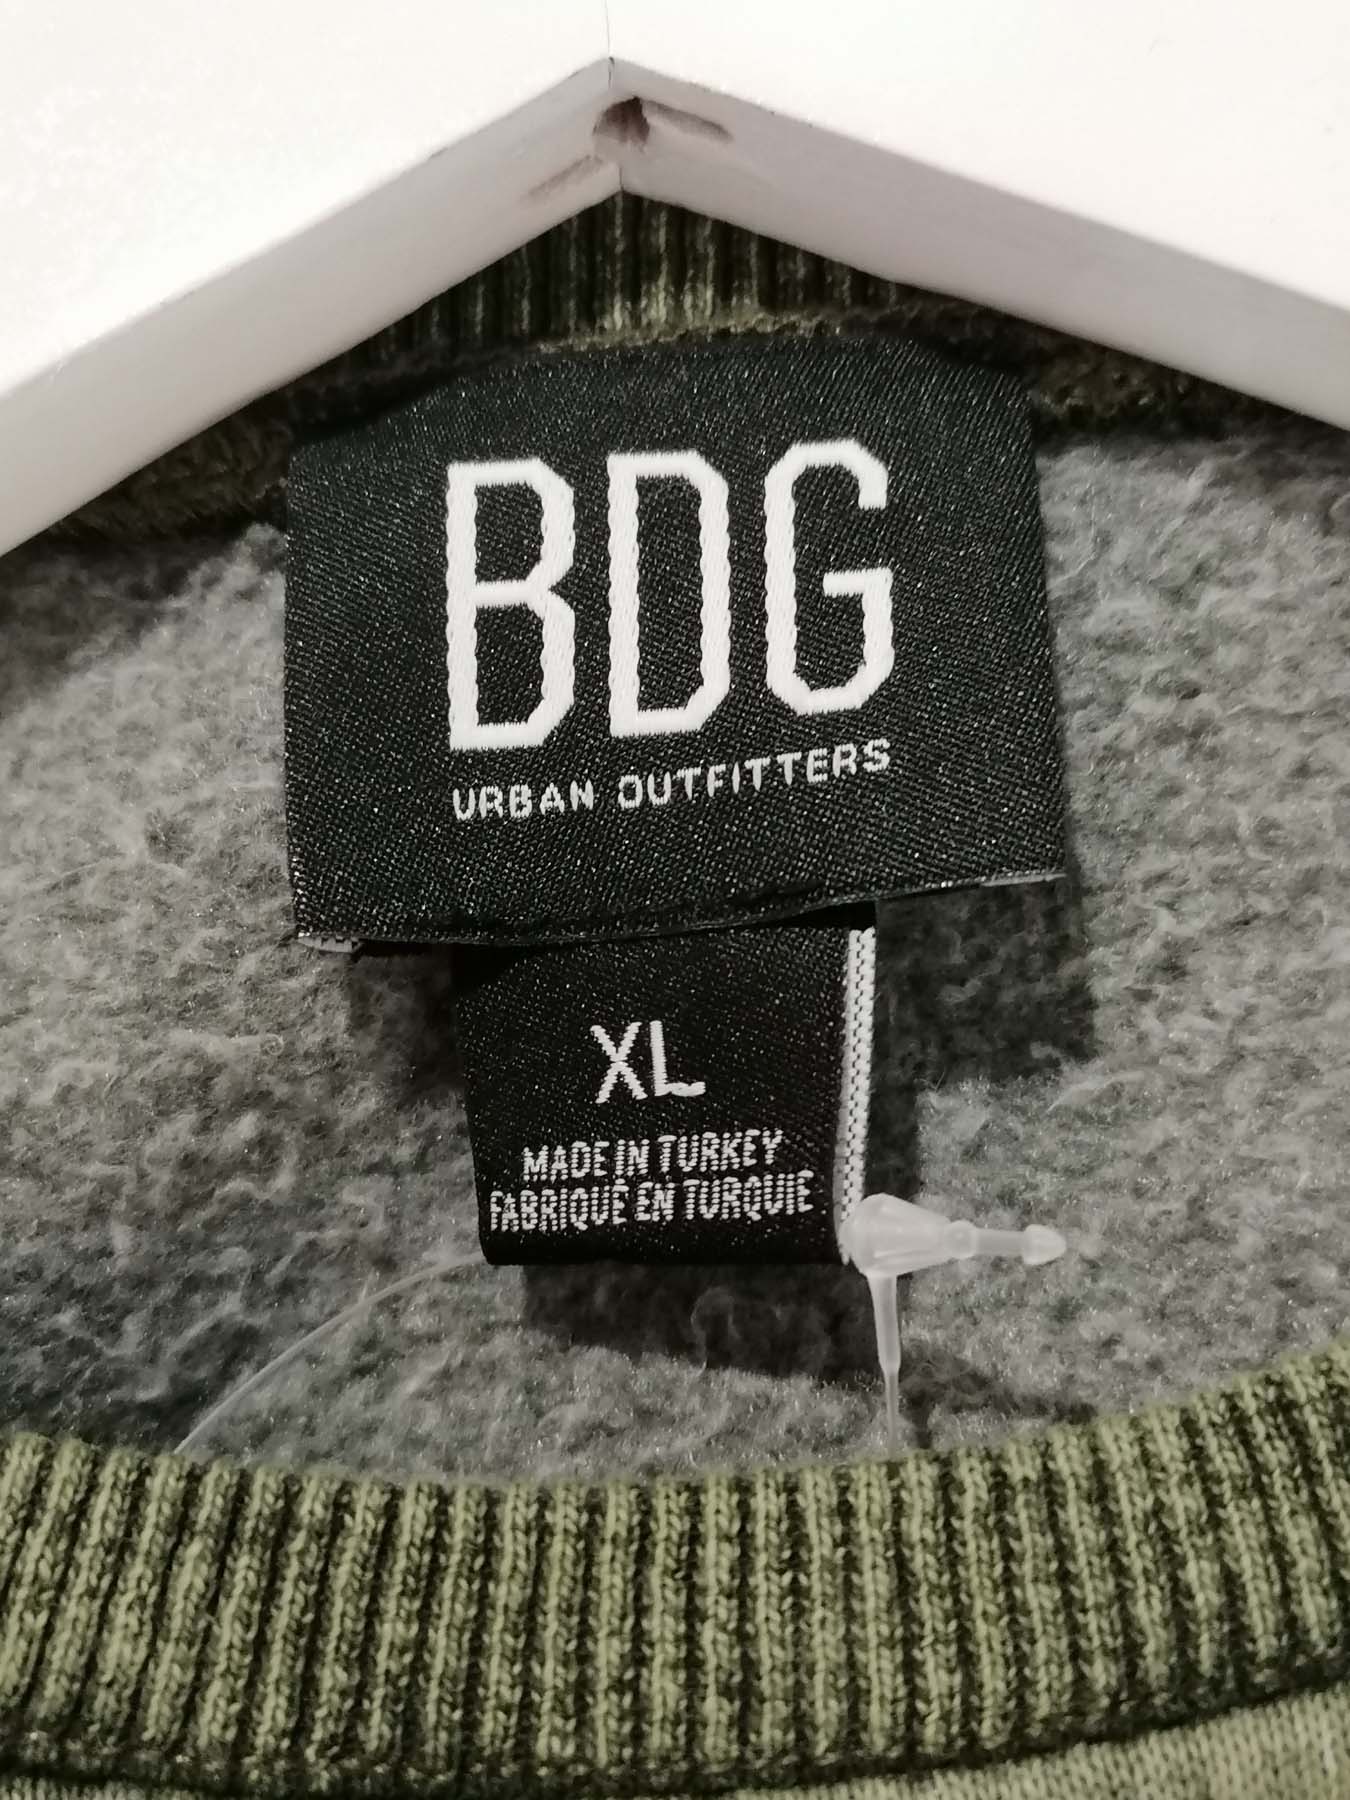 BDG
URBAN OUTFITTERS
XL
MADE IN TURKEY
FABRIQUÉ EN TURQUIE